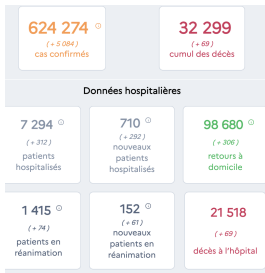 624 274
( + 5 084 )
cas confirmés
32 299
( + 69 )
cumul des décès
Données hospitalières
7 294
( + 312 )
patients
hospitalisés
710
( + 292 )
nouveaux
patients
hospitalisés
98 680
( + 306 )
retours à
domicile
1 415
( + 74 )
patients en
réanimation
152
( + 61 )
nouveaux
patients en
réanimation
21 518
( + 69 )
décès à l'hôpital